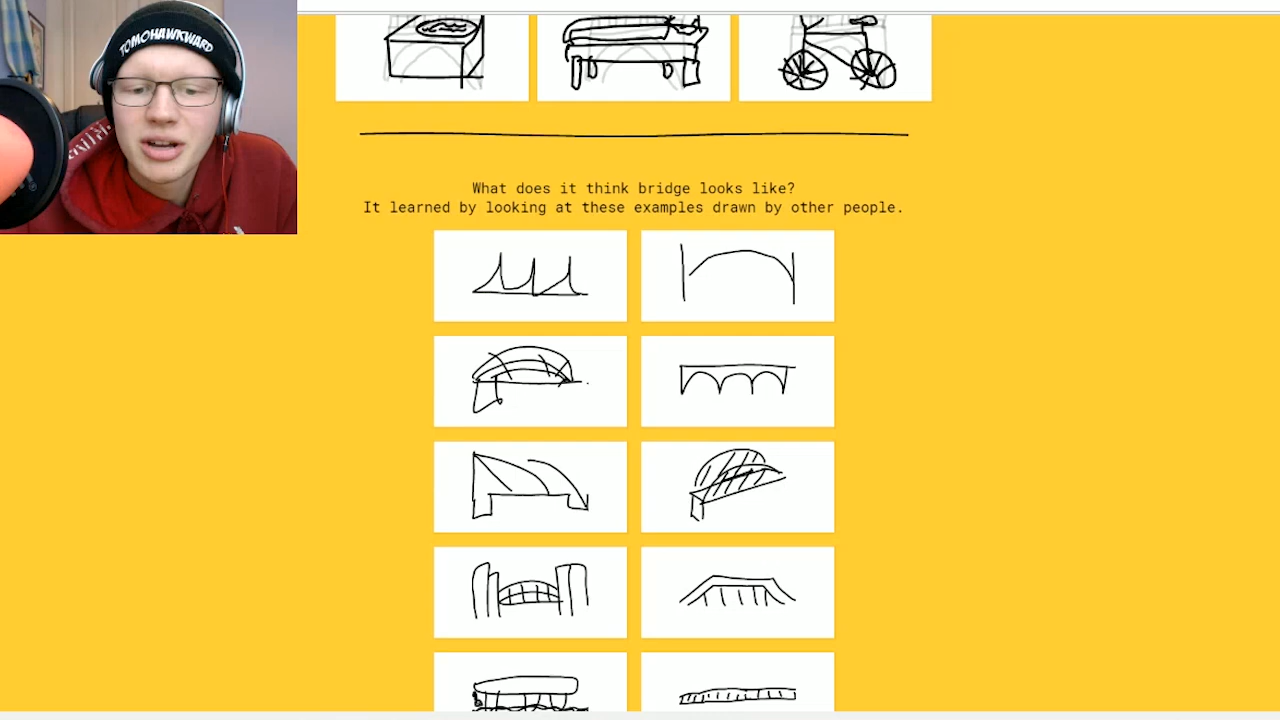 TOMOHAWKWARD
What does it think bridge looks like?
It learned by looking at these examples drawn by other people.